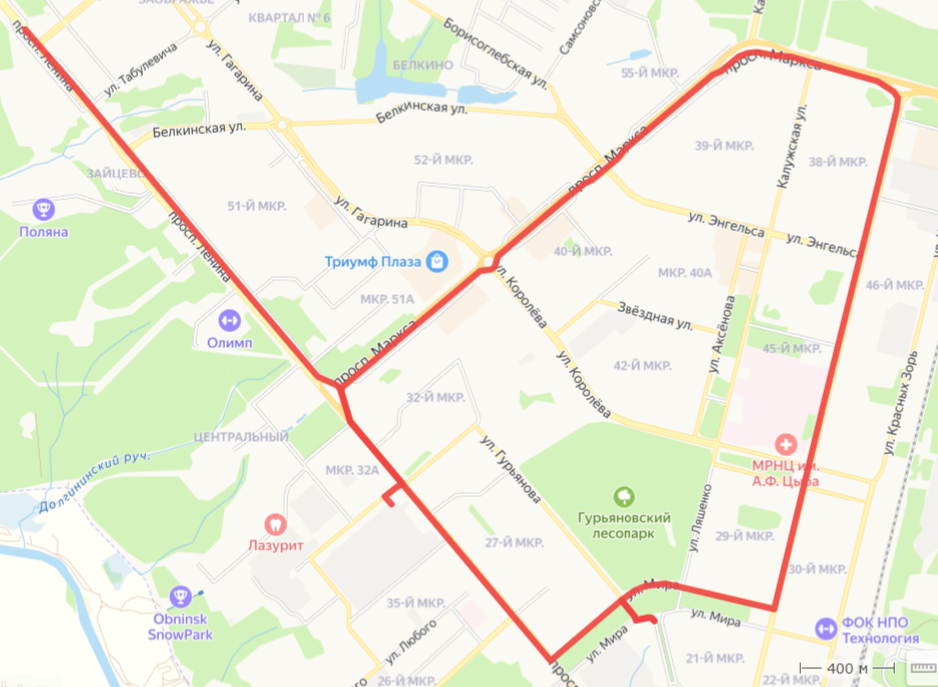 ЗАОБРАЖЬЕ
КВАРТАЛ № 6
просп. Ленина
ул. Табулевича
ул. Гагарина
Борисоглебская ул.
БЕЛКИНО
55-Й МКР.
просп. Маркса
Белкинская ул.
Белкинская ул.
52-Й МКР.
просп. Маркса
39-Й МКР.
Калужская ул.
38-Й МКР.
ЗАЙЦЕВО
51-Й МКР.
Поляна
просп. Ленина
ул. Гагарина
ул. Энгельса
ул. Энгельса
Триумф Плаза
40-Й МКР.
МКР. 40А
46-Й МКР.
МКР. 51А
ул. Королёва
Звёздная ул.
ул. Аксёнова
Олимп
просп. Маркса
45-Й МКР.
42-Й МКР.
ул. Королёва
ул. Красных Зорь
32-Й МКР.
ЦЕНТРАЛЬНЫЙ
Долгининский руч.
МКР. 32А
ул. Гурьянова
МРНЦ им.
А.Ф. Цыба
Гурьяновский
лесопарк
ул. Ляшенко
29-Й МКР.
Лазурит
27-Й МКР.
30-Й МКР.
ул. Мира
Obninsk
SnowPark
35-Й МКР.
ул. Любого
ул. Мира
ул. Мира
ФОК НПО
Технология
21-Й МКР.
26-Й МКР.
22-Й МКР.
400 м